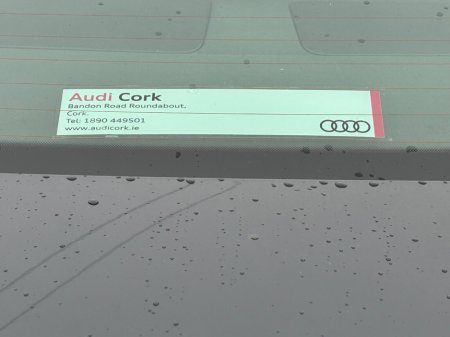 Audi Cork
Bandon Road Roundabout,
Cork.
Tel: 1890 449501
www.audicork.ie